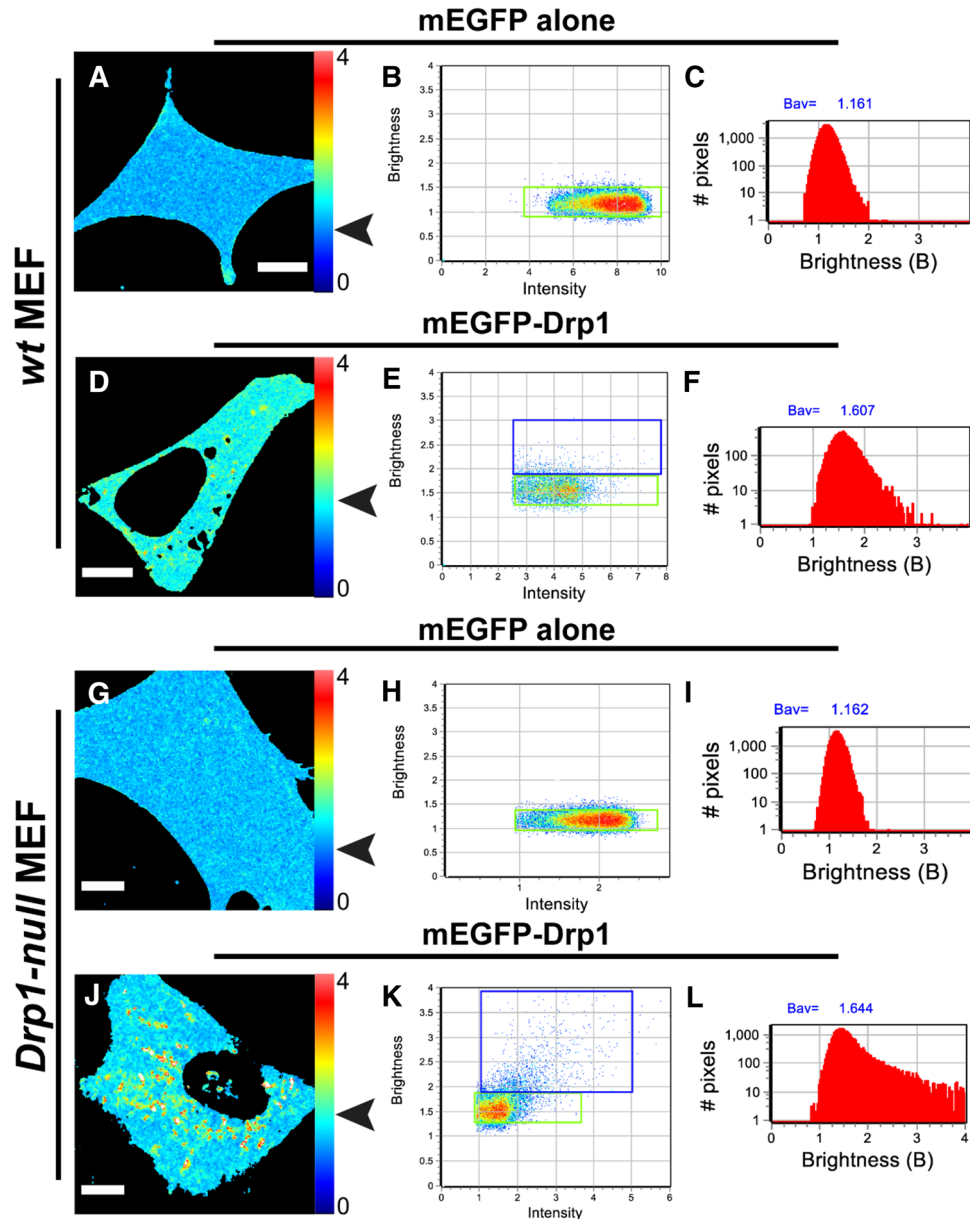 mEGFP alone
wt MEF
A
4
0
B
Brightness
4
3.5
3
2.5
2
1.5
1
0.5
0
0 2 4 6 8 10
Intensity
C
Bav= 1.161
# pixels
1,000
100
10
1
0 1 2 3
Brightness (B)
mEGFP-Drp1
D
4
0
E
Brightness
4
3.5
3
2.5
2
1.5
1
0.5
0
0 1 2 3 4 5 6 7 8
Intensity
F
Bav= 1.607
# pixels
100
10
1
0 1 2 3
Brightness (B)
mEGFP alone
Drp1-null MEF
G
4
0
H
Brightness
4
3.5
3
2.5
2
1.5
1
0.5
0
1 2
Intensity
I
Bav= 1.162
# pixels
1,000
100
10
1
0 1 2 3
Brightness (B)
mEGFP-Drp1
J
4
0
K
Brightness
4
3.5
3
2.5
2
1.5
1
0.5
0
0 1 2 3 4 5 6
Intensity
L
Bav= 1.644
# pixels
1,000
100
10
1
0 1 2 3 4
Brightness (B)